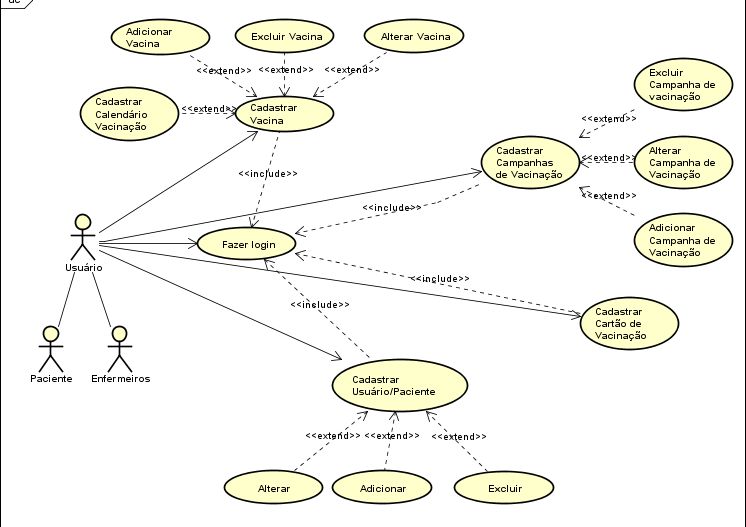 uc
Adicionar
Vacina
Excluir Vacina
Alterar Vacina
<<extend>>
<<extend>>
<<extend>>
Cadastrar
Calendário
Vacinação
<<extend>>
Cadastrar
Vacina
Excluir
Campanha de
vacinação
<<extend>>
Cadastrar
Campanhas
de Vacinação
<<extend>>
Alterar
Campanha de
Vacinação
<<extend>>
Adicionar
Campanha de
Vacinação
<<include>>
<<include>>
Fazer login
Usuário
<<include>>
<<include>>
Cadastrar
Cartão de
Vacinação
Paciente
Enfermeiros
Cadastrar
Usuário/Paciente
<<extend>>
<<extend>>
<<extend>>
Alterar
Adicionar
Excluir